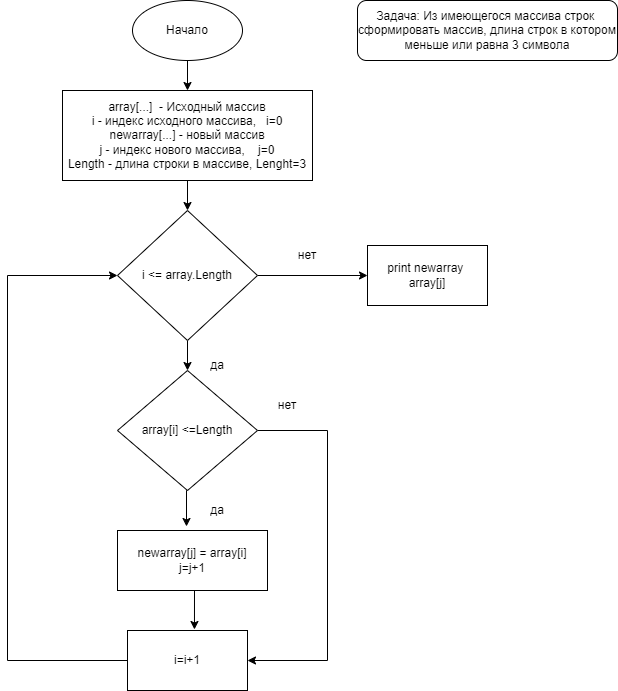 Начало
Задача: Из имеющегося массива строк
сформировать массив, длина строк в котором
меньше или равна 3 символа
array[...]  - Исходный массив
i - индекс исходного массива,   i=0
newarray[...] - новый массив
j - индекс нового массива,    j=0
Length - длина строки в массиве, Lenght=3
i <= array.Length
нет
print newarray
array[j]
да
array[i] <=Length
нет
да
newarray[j] = array[i]
j=j+1
i=i+1